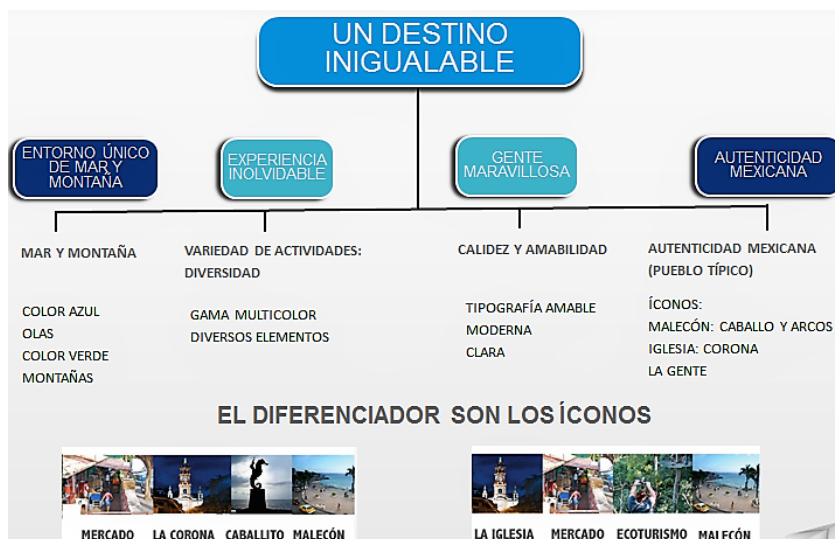 UN DESTINO
INIGUALABLE
ENTORNO ÚNICO
DE MAR Y
MONTAÑA
EXPERIENCIA
INOLVIDABLE
GENTE
MARAVILLOSA
AUTENTICIDAD
MEXICANA
MAR Y MONTAÑA
COLOR AZUL
OLAS
COLOR VERDE
MONTAÑAS
VARIEDAD DE ACTIVIDADES:
DIVERSIDAD
GAMA MULTICOLOR
DIVERSOS ELEMENTOS
CALIDEZ Y AMABILIDAD
TIPOGRAFÍA AMABLE
MODERNA
CLARA
AUTENTICIDAD MEXICANA
(PUEBLO TÍPICO)
ÍCONOS:
MALECÓN: CABALLO Y ARCOS
IGLESIA: CORONA
LA GENTE
EL DIFERENCIADOR SON LOS ÍCONOS
MERCADO LA CORONA CABALLITO MALECÓN
LA IGLESIA MERCADO ECOTURISMO MALECÓN